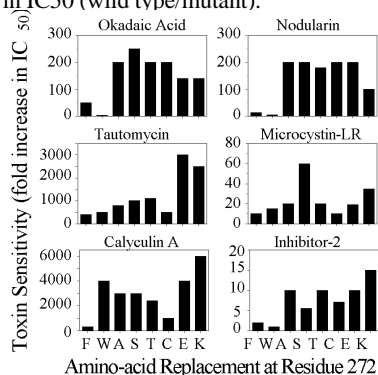 in IC50 (wild type/mutant).
Toxin Sensitivity (fold increase in IC 50)
Okadaic Acid
300
200
100
0
Nodularin
300
200
100
0
Tautomycin
3000
2000
1000
0
Microcystin-LR
80
60
40
20
0
Calyculin A
6000
4000
2000
0
Inhibitor-2
20
15
10
5
0
F W A S T C E K
F W A S T C E K
Amino-acid Replacement at Residue 272